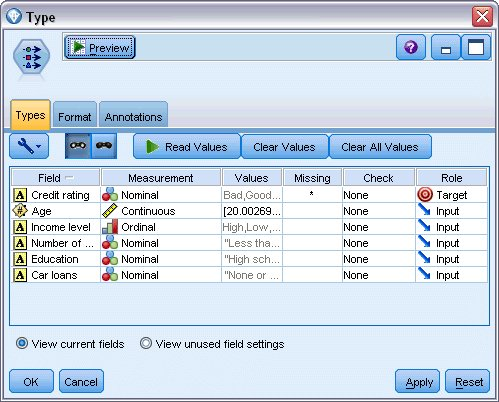 Type
Preview
Types Format Annotations
Read Values Clear Values Clear All Values
Field Measurement Values Missing Check Role
Credit rating Nominal Bad,Good... * None Target
Age Continuous [20.00269... None Input
Income level Ordinal High,Low,... None Input
Number of ... Nominal "Less tha... None Input
Education Nominal "High sch... None Input
Car loans Nominal "None or ... None Input
View current fields View unused field settings
OK Cancel Apply Reset